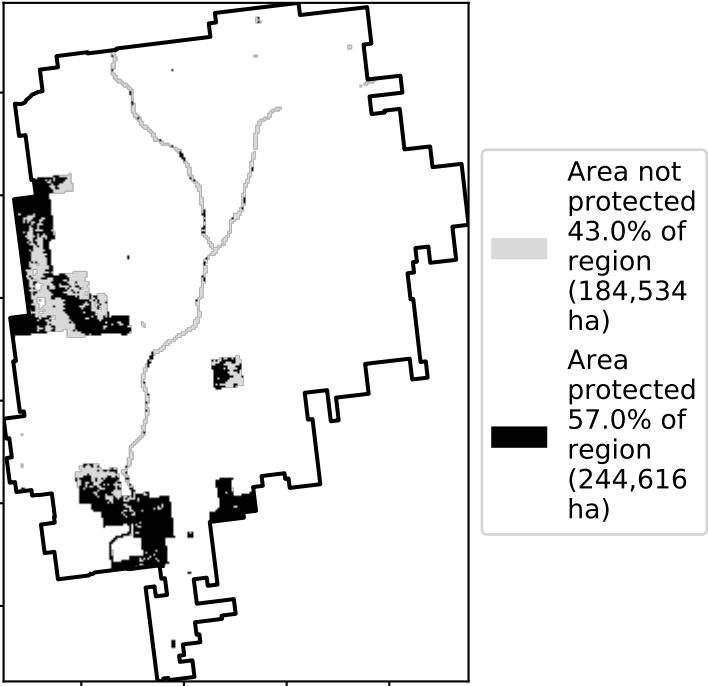 Area not
protected
43.0% of
region
(184,534
ha)
Area
protected
57.0% of
region
(244,616
ha)